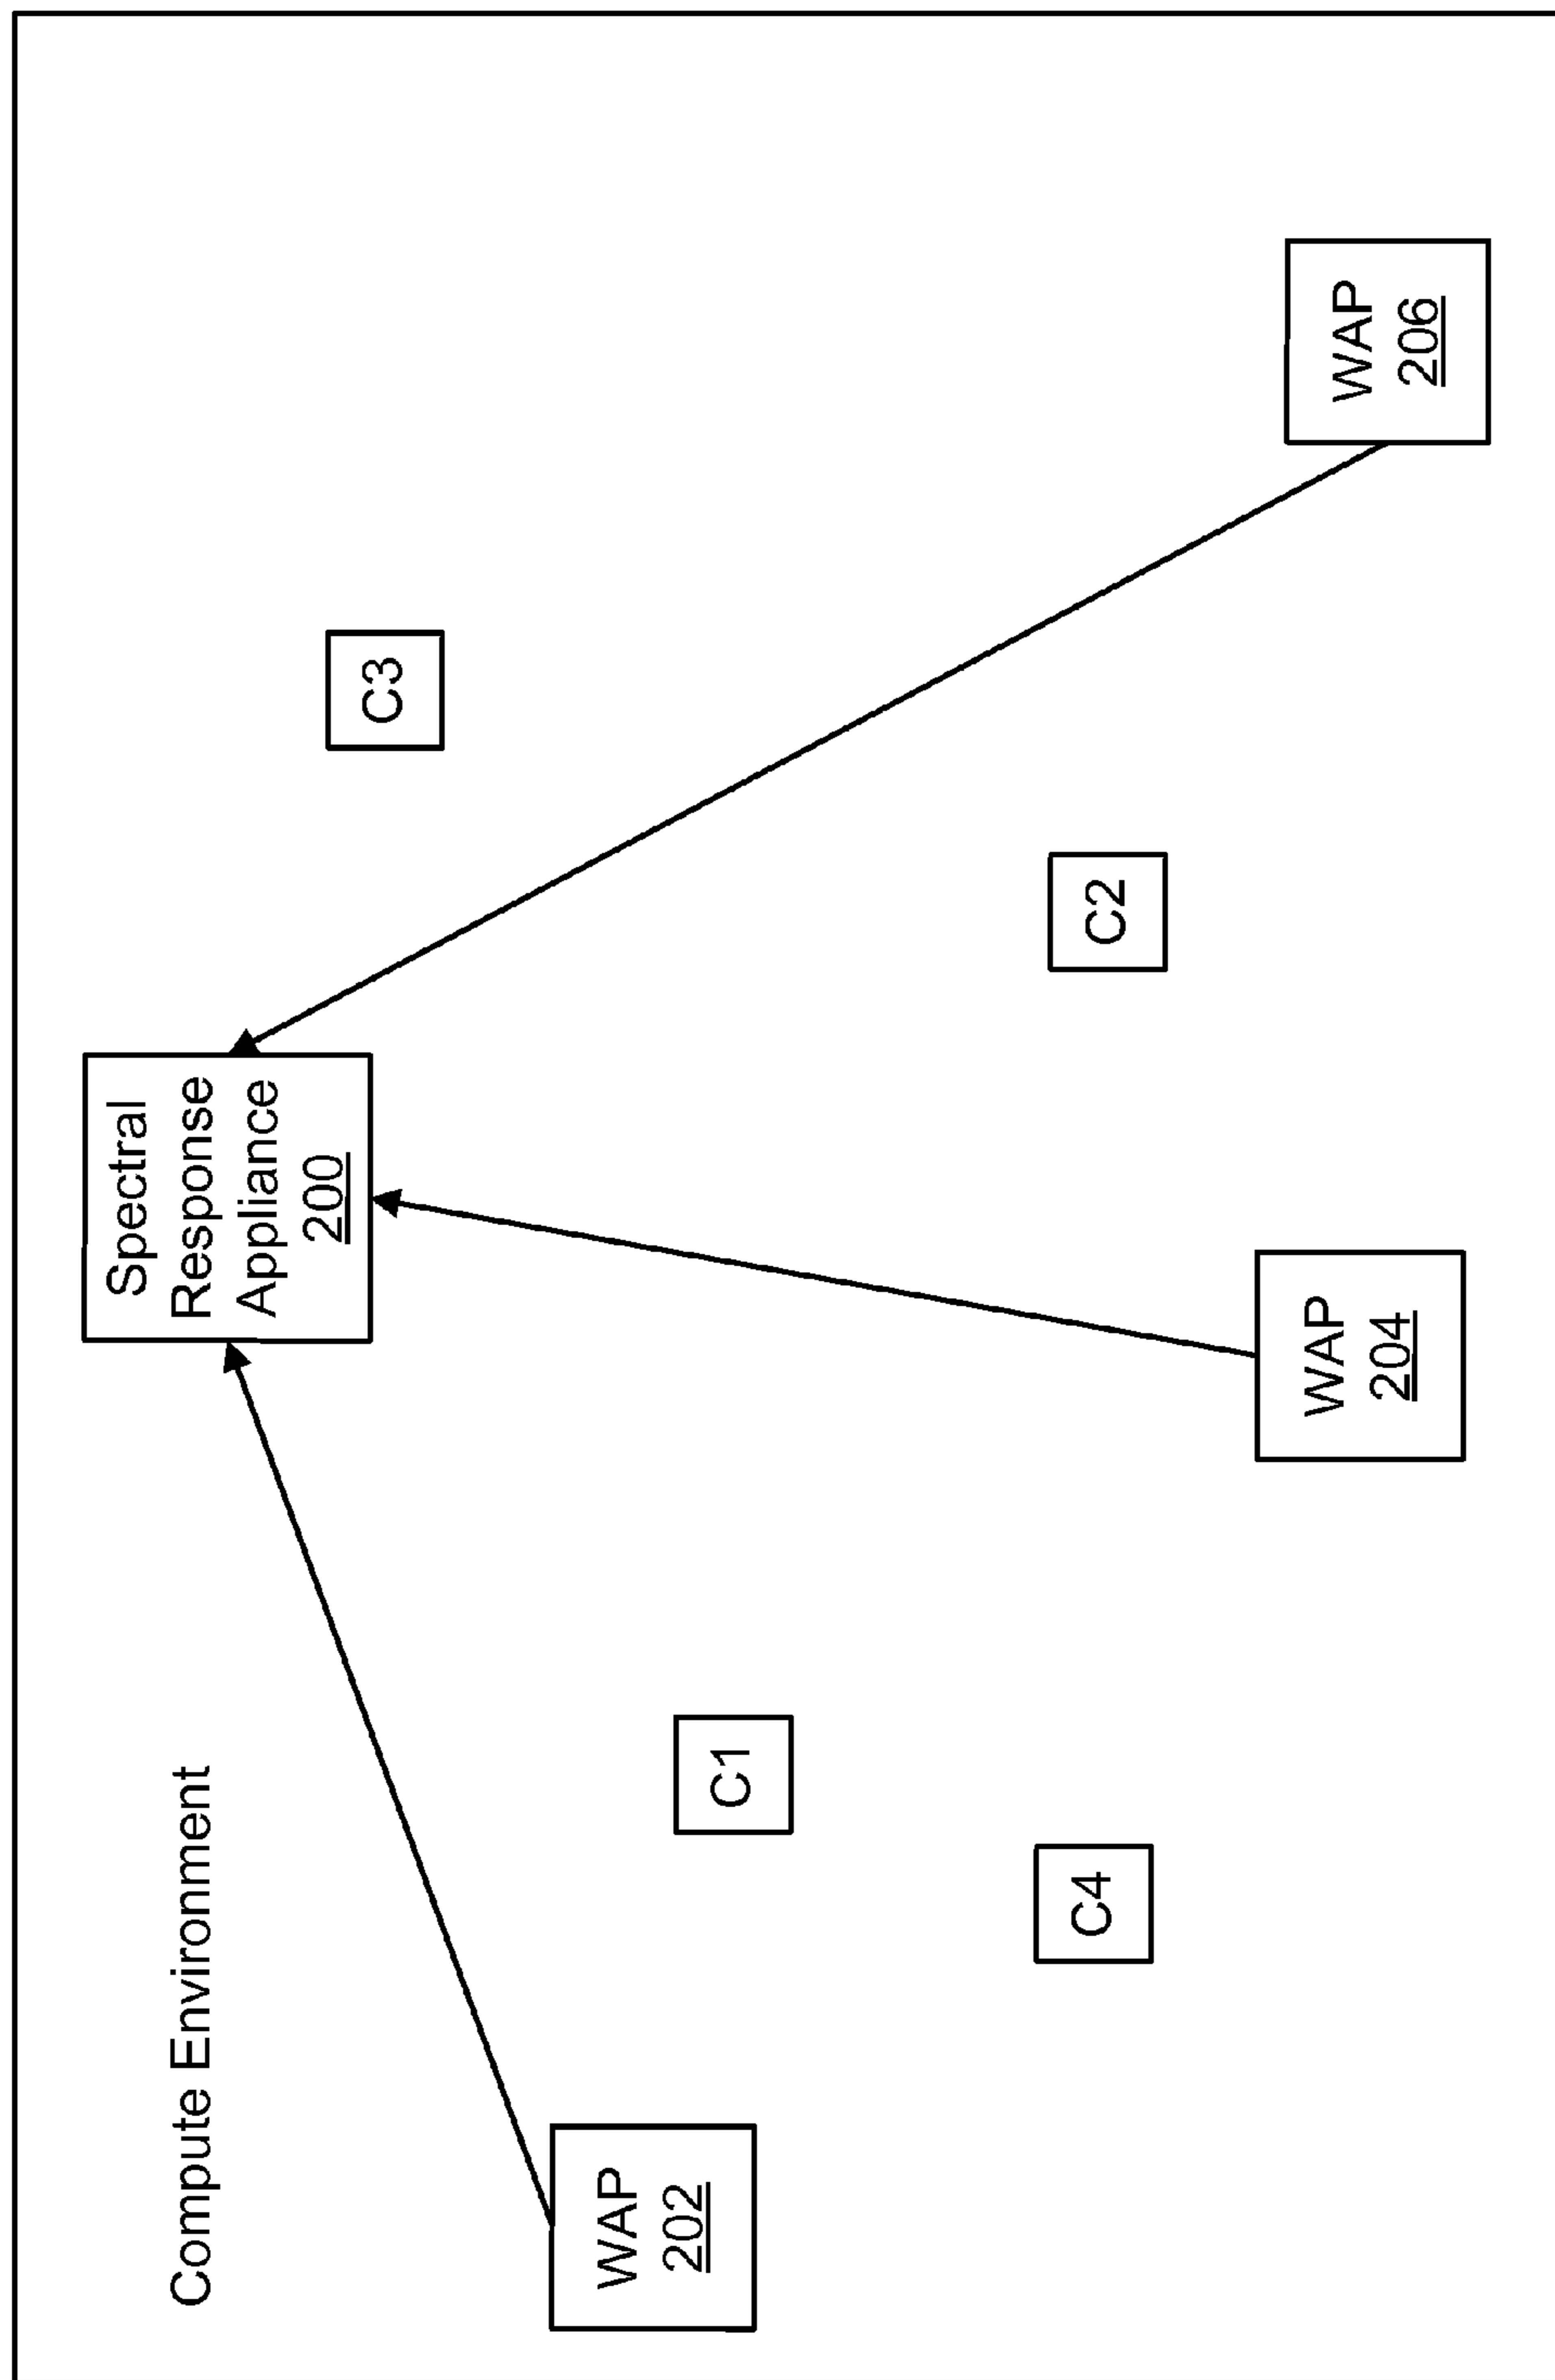 Compute Environment
Spectral
Response
Appliance
200
C3
WAP
202
C1
C2
C4
WAP
204
WAP
206